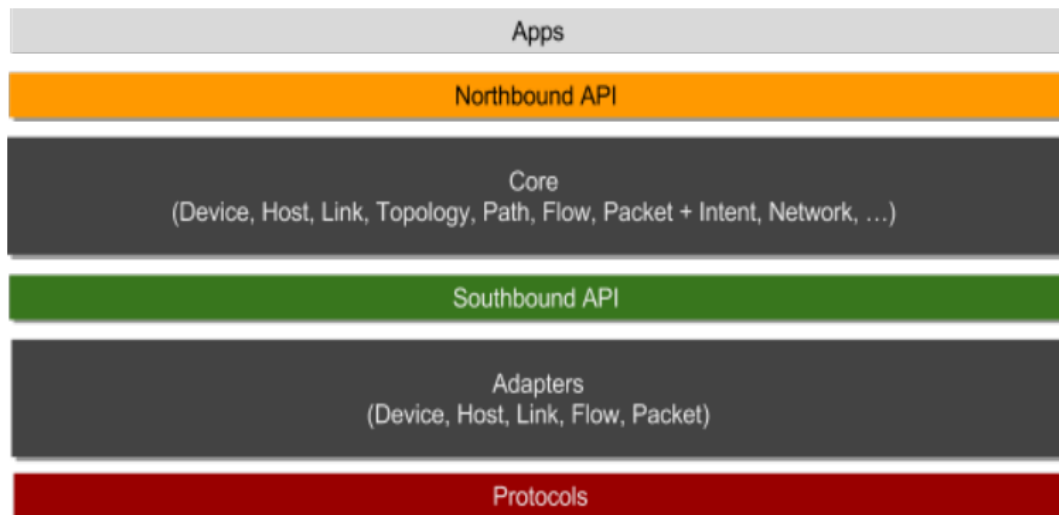 Apps
Northbound API
Core
(Device, Host, Link, Topology, Path, Flow, Packet + Intent, Network, …)
Southbound API
Adapters
(Device, Host, Link, Flow, Packet)
Protocols